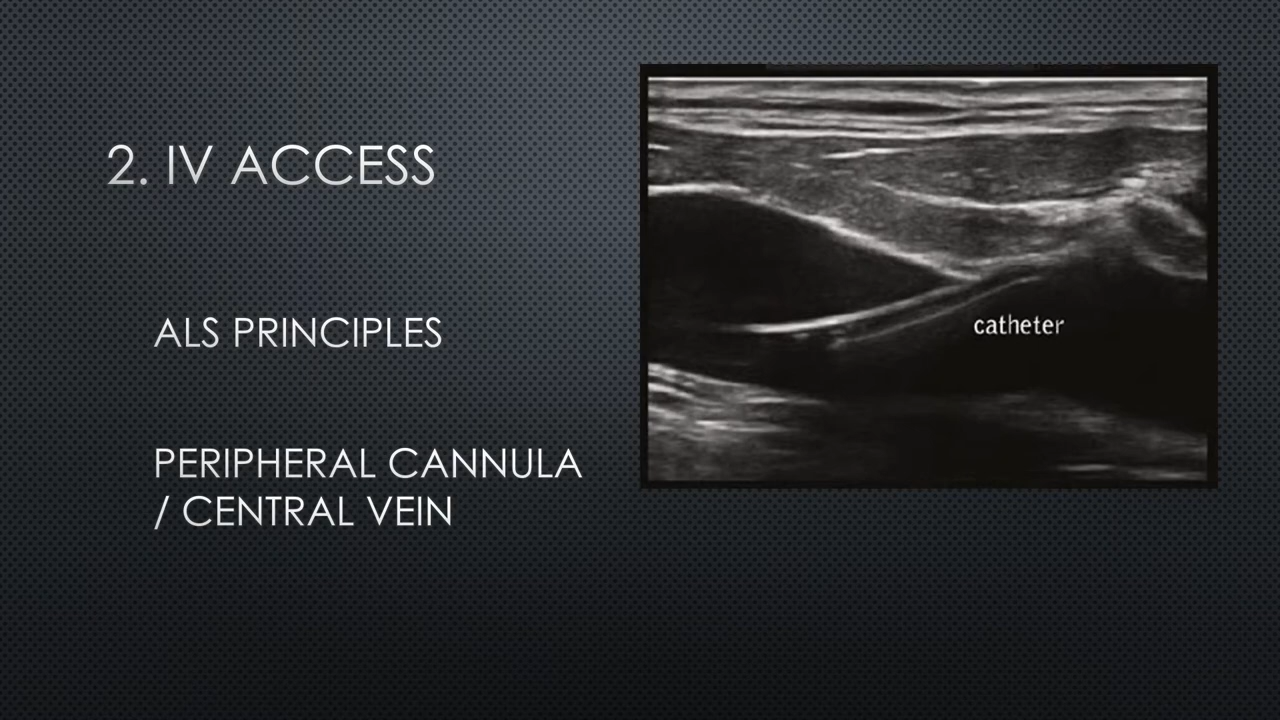 2. IV ACCESS
ALS PRINCIPLES
PERIPHERAL CANNULA
/ CENTRAL VEIN
catheter